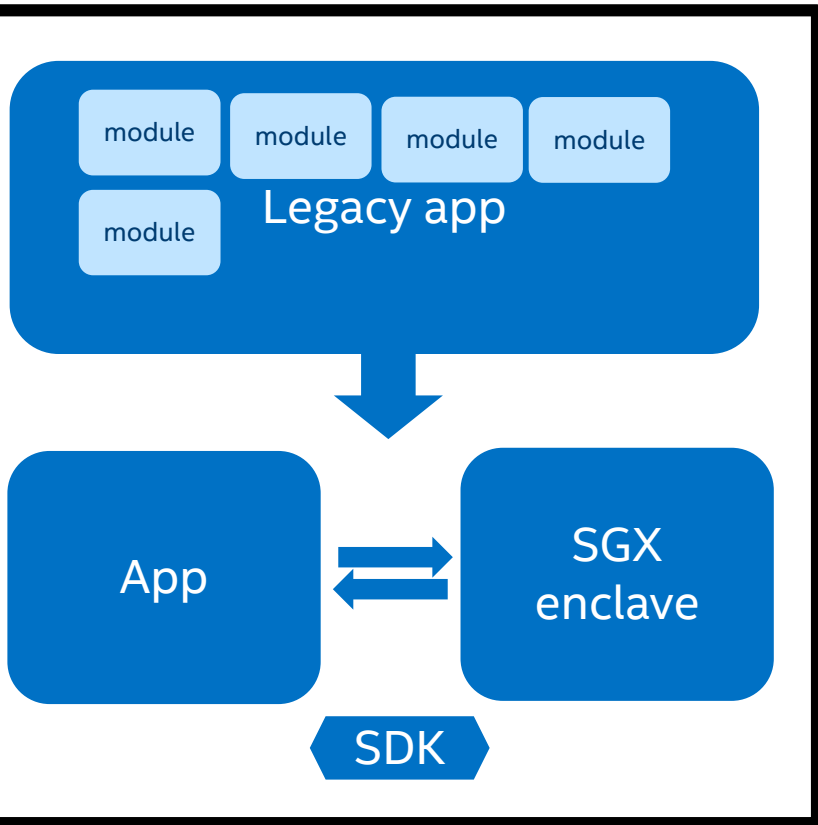 module
module
module
module
module
Legacy app
App
SGX
enclave
SDK